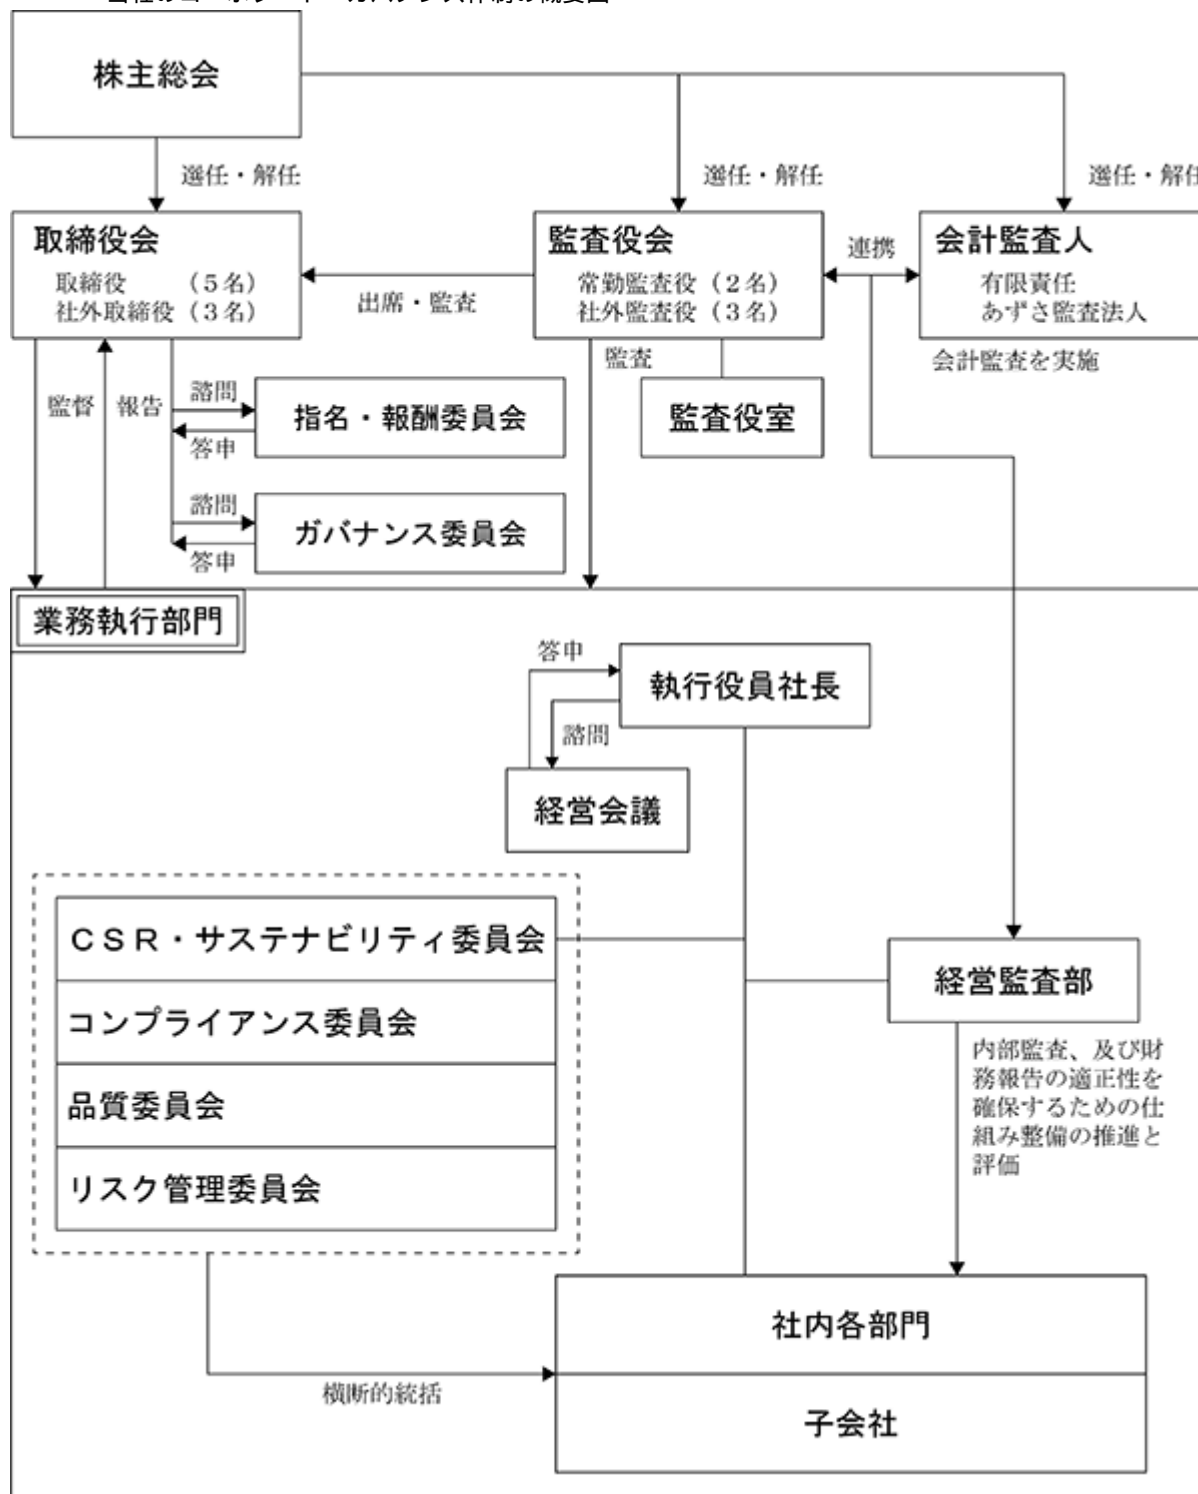 株主総会
選任・解任
選任・解任
選任・解任
取締役会
取締役 (5名)
社外取締役 (3名)
出席・監査
監査役会
常勤監査役 (2名)
社外監査役 (3名)
連携
会計監査人
有限責任
あずさ監査法人
会計監査を実施
監督
報告
諮問
答申
指名・報酬委員会
諮問
答申
ガバナンス委員会
監査
監査役室
業務執行部門
答申
執行役員社長
諮問
経営会議
CSR・サステナビリティ委員会
コンプライアンス委員会
品質委員会
リスク管理委員会
経営監査部
内部監査、及び財
務報告の適正性を
確保するための仕
組み整備の推進と
評価
横断的統括
社内各部門
子会社